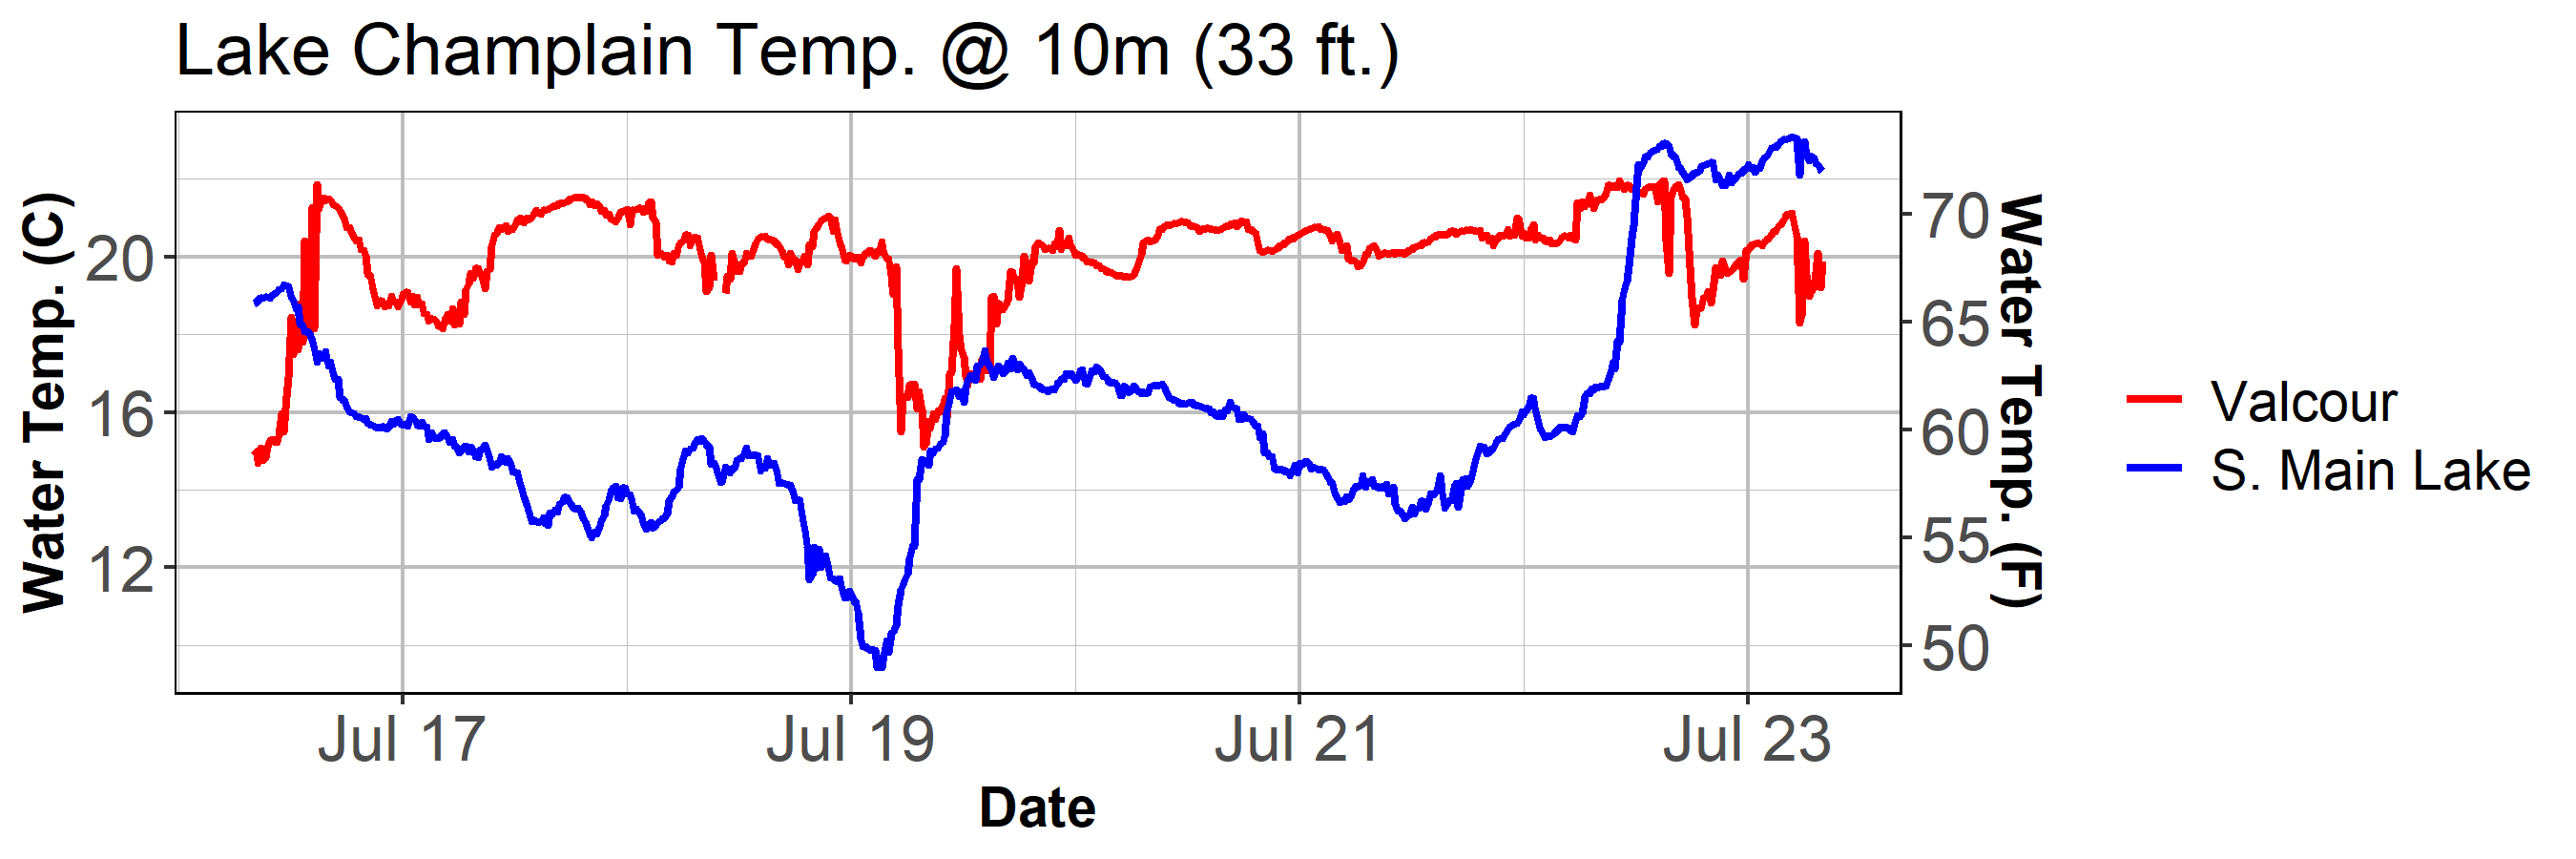 Lake Champlain Temp. @ 10m (33 ft.)
Water Temp. (C)
20
16
12
70
65
60
55
50
Water Temp. (F)
Jul 17
Jul 19
Jul 21
Jul 23
Date
Valcour
S. Main Lake